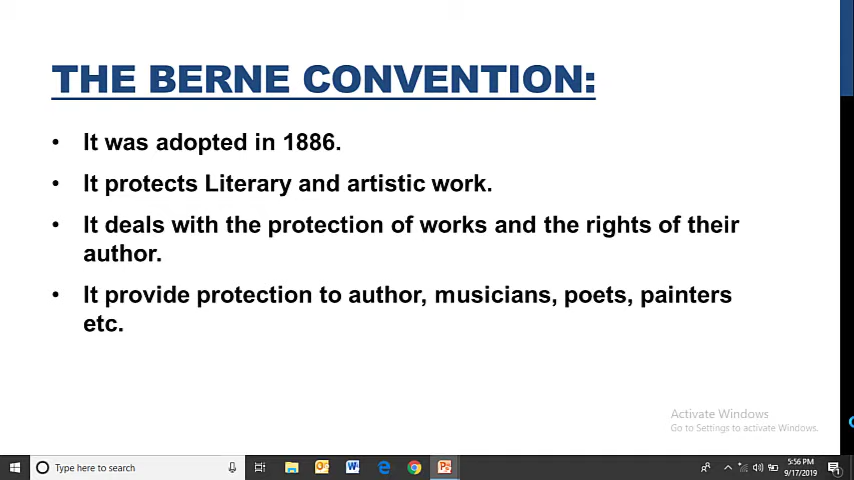 THE BERNE CONVENTION:
• It was adopted in 1886.
• It protects Literary and artistic work.
• It deals with the protection of works and the rights of their
author.
• It provide protection to author, musicians, poets, painters
etc.
Activate Windows
Go to Settings to activate Windows.
Type here to search
5:56 PM
9/17/2019